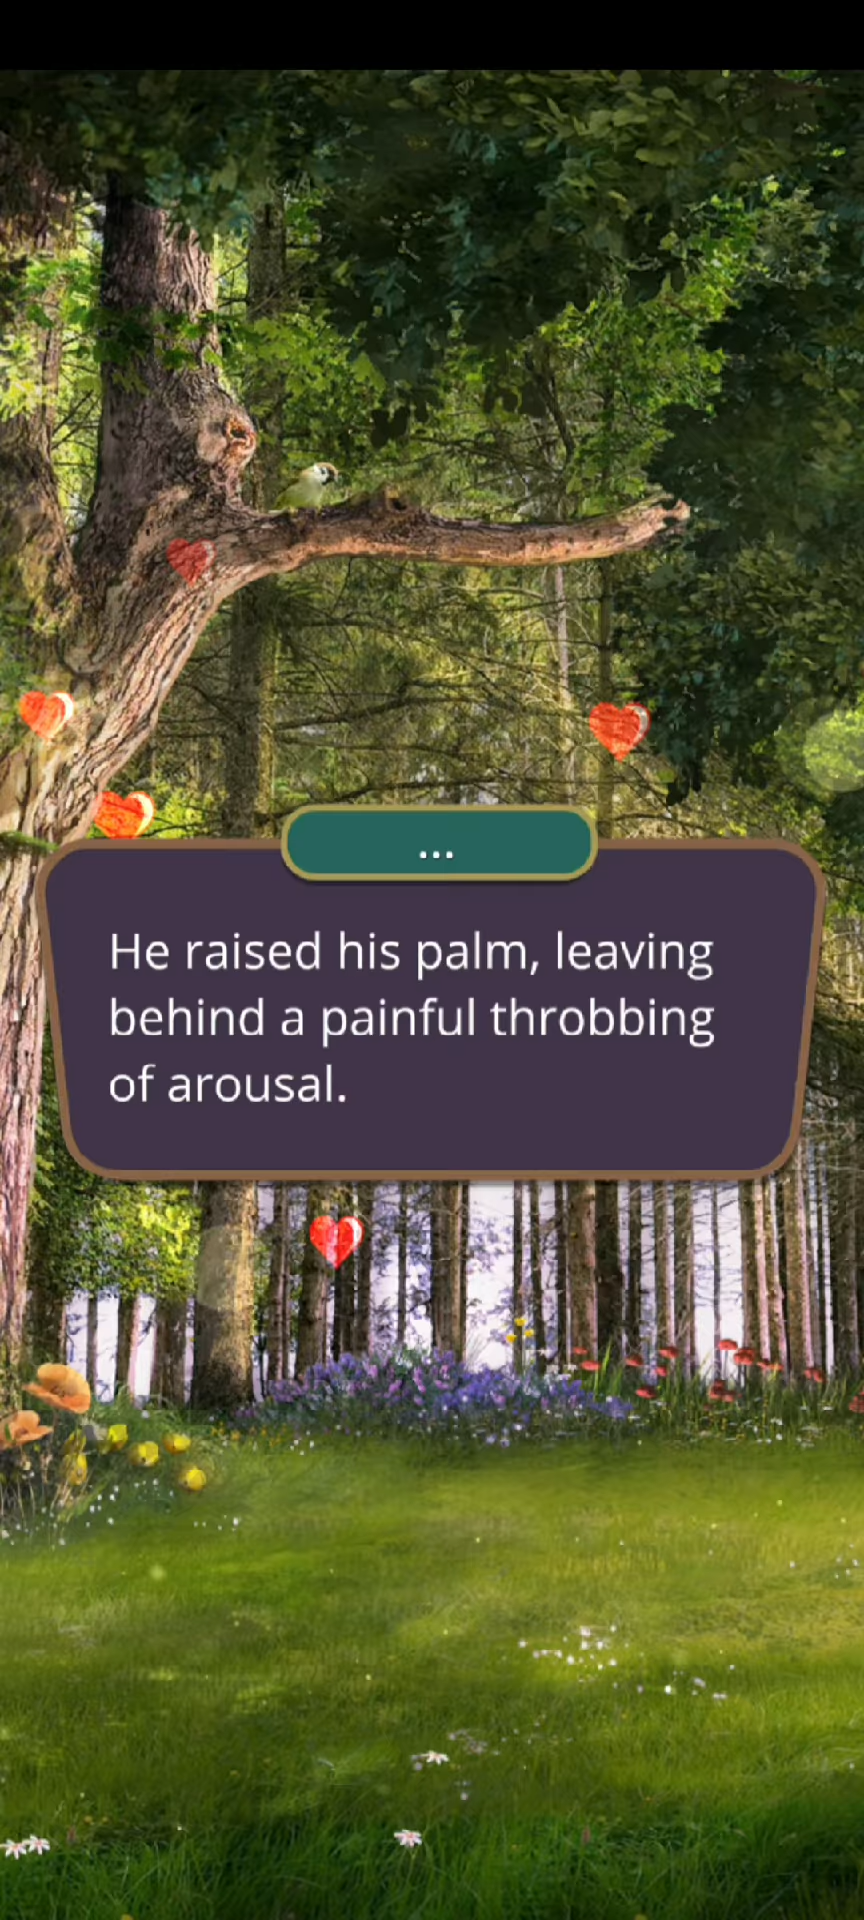 ...
He raised his palm, leaving
behind a painful throbbing
of arousal.